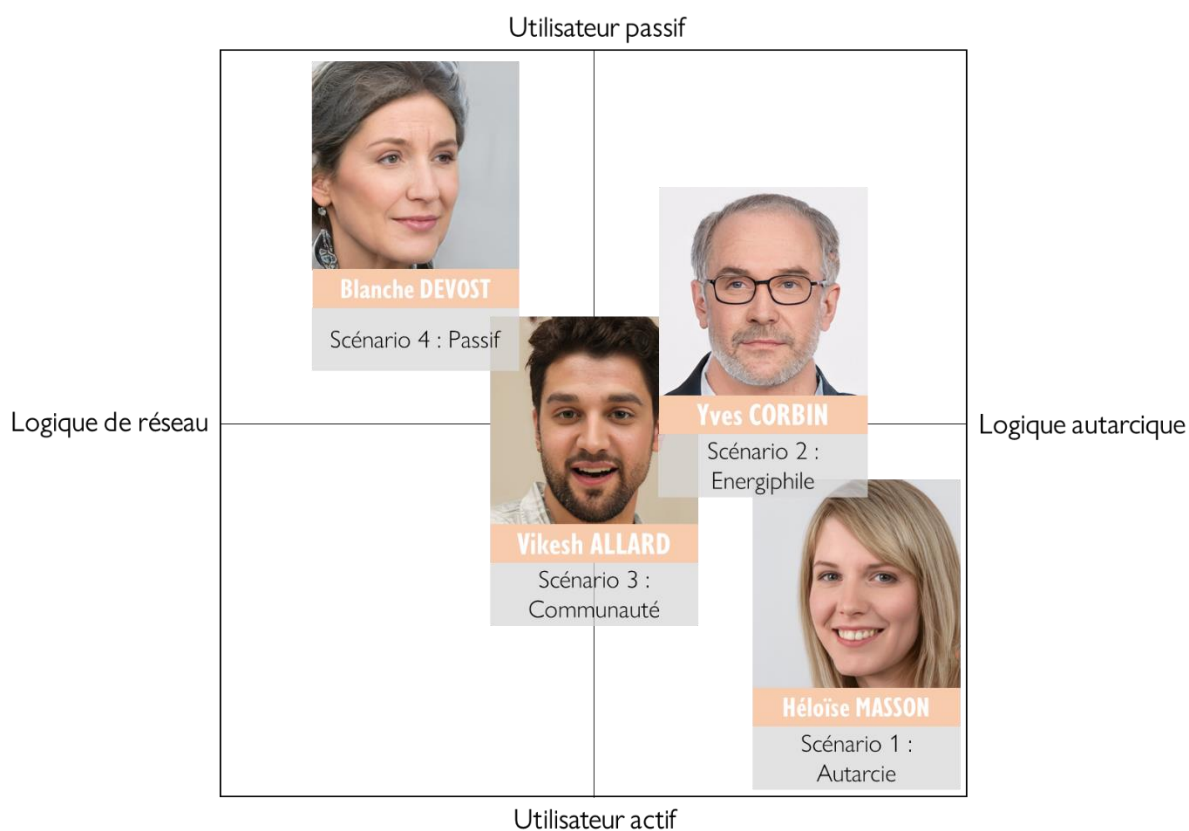 Utilisateur passif
Blanche DEVOST
Scénario 4 : Passif
Yves CORBIN
Logique de réseau
Logique autarcique
Scénario 2 :
Energiphile
Vikesh ALLARD
Scénario 3 :
Communauté
Héloïse MASSON
Scénario 1 :
Autarcie
Utilisateur actif